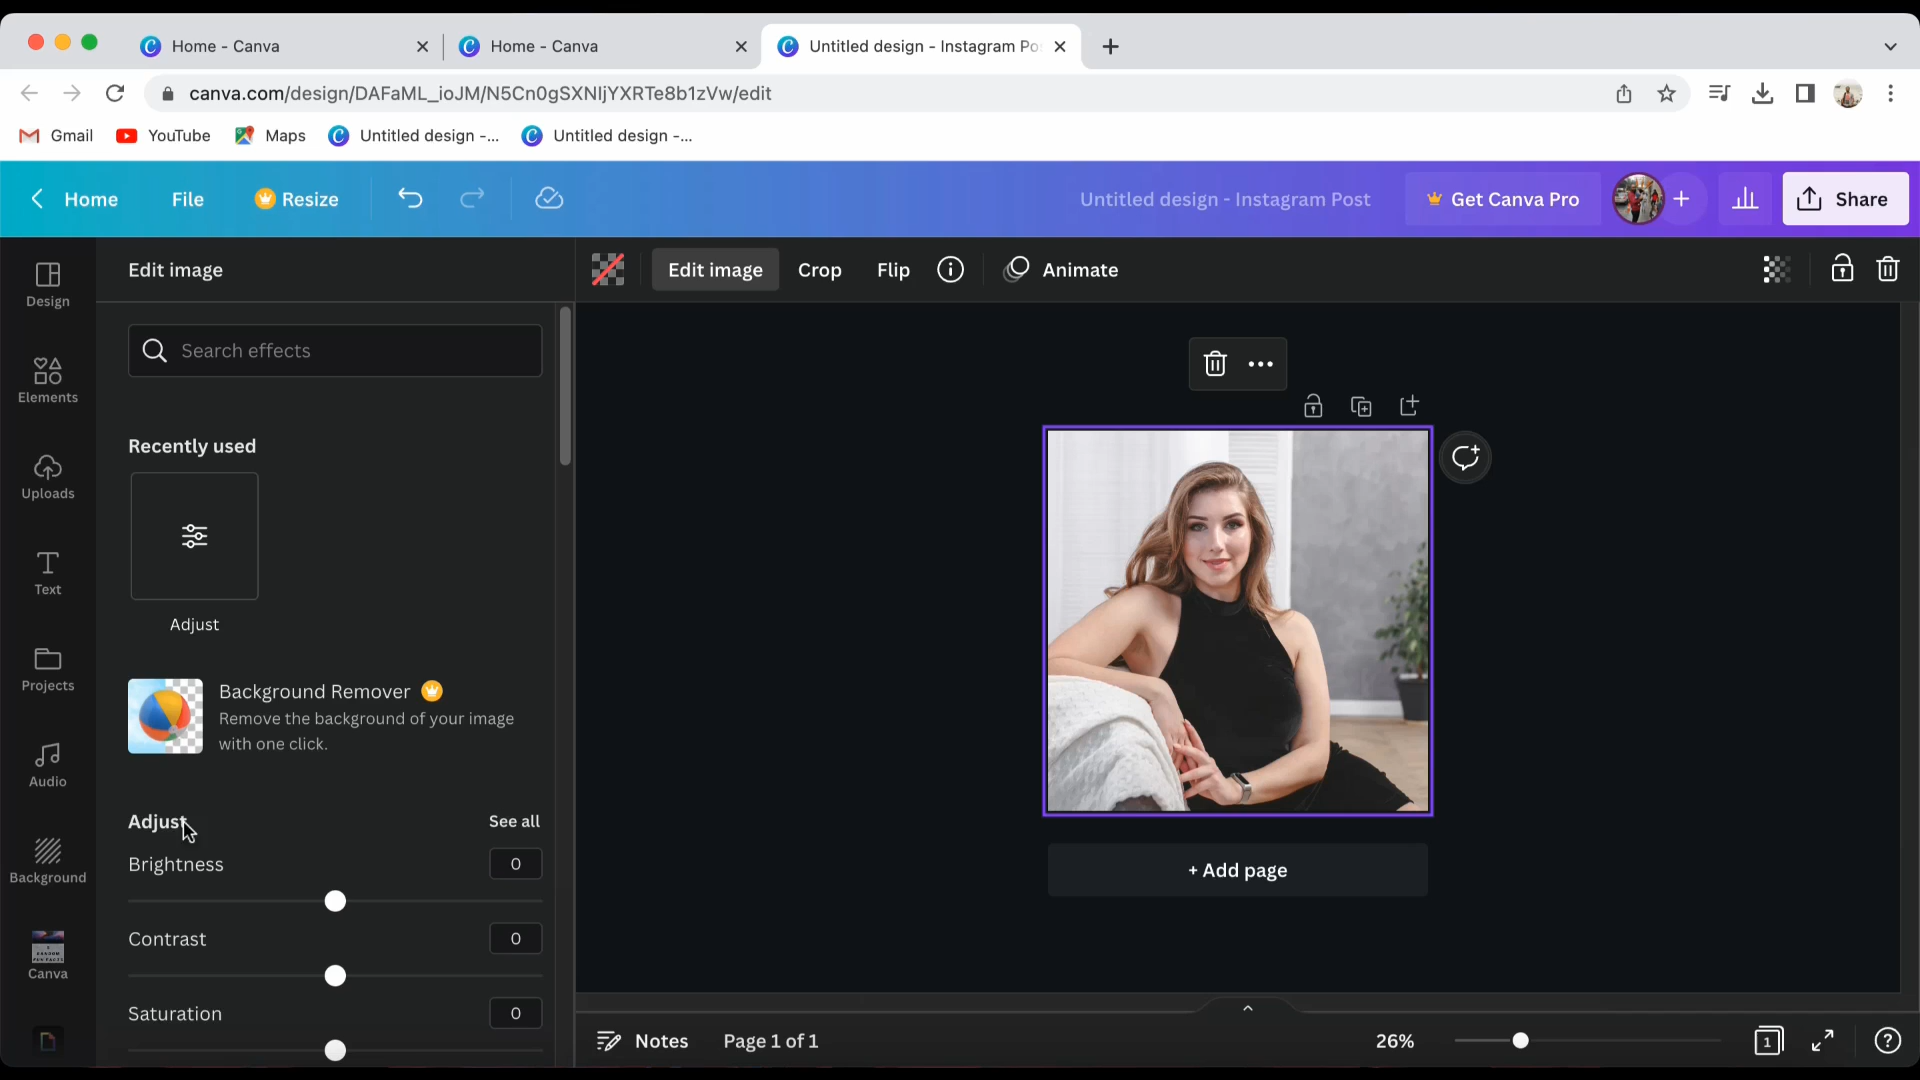 Home - Canva
Home - Canva
Untitled design - Instagram Po
canva.com/design/DAFaML_ioJM/N5Cn0gSXNIjYXRTe8b1zVw/edit
Gmail
YouTube
Maps
Untitled design -...
Untitled design -...
Home
File
Resize
Untitled design - Instagram Post
Get Canva Pro
Share
Edit image
Edit image
Crop
Flip
Animate
Design
Elements
Uploads
Text
Projects
Audio
Background
Canva
Search effects
Recently used
Adjust
Background Remover
Remove the background of your image
with one click.
Adjust
See all
Brightness
0
Contrast
0
Saturation
0
+ Add page
Notes
Page 1 of 1
26%
1